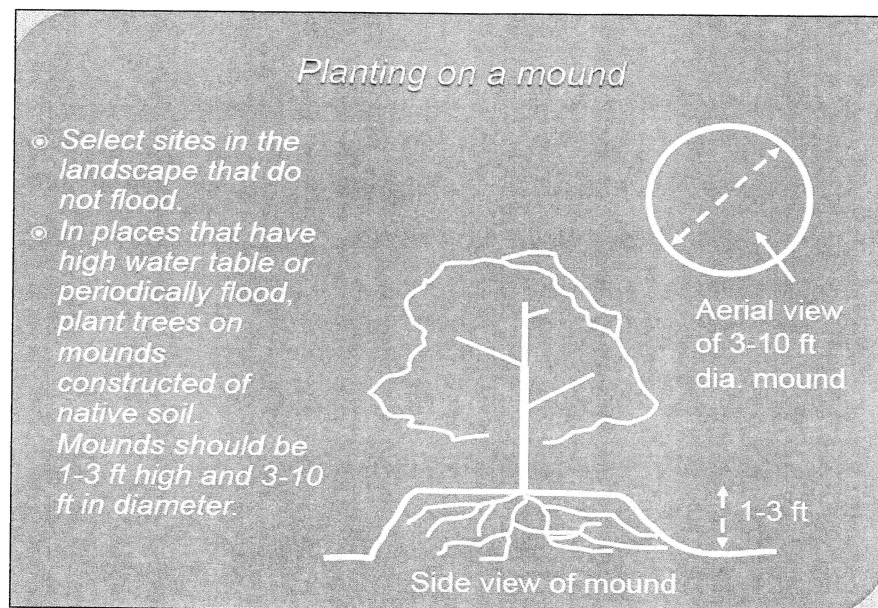 Planting on a mound
Select sites in the
landscape that do
not flood.
In places that have
high water table or
periodically flood,
plant trees on
mounds
constructed of
native soil.
Mounds should be
1-3 ft high and 3-10
ft in diameter.
Aerial view
of 3-10 ft
dia. mound
1-3 ft
Side view of mound